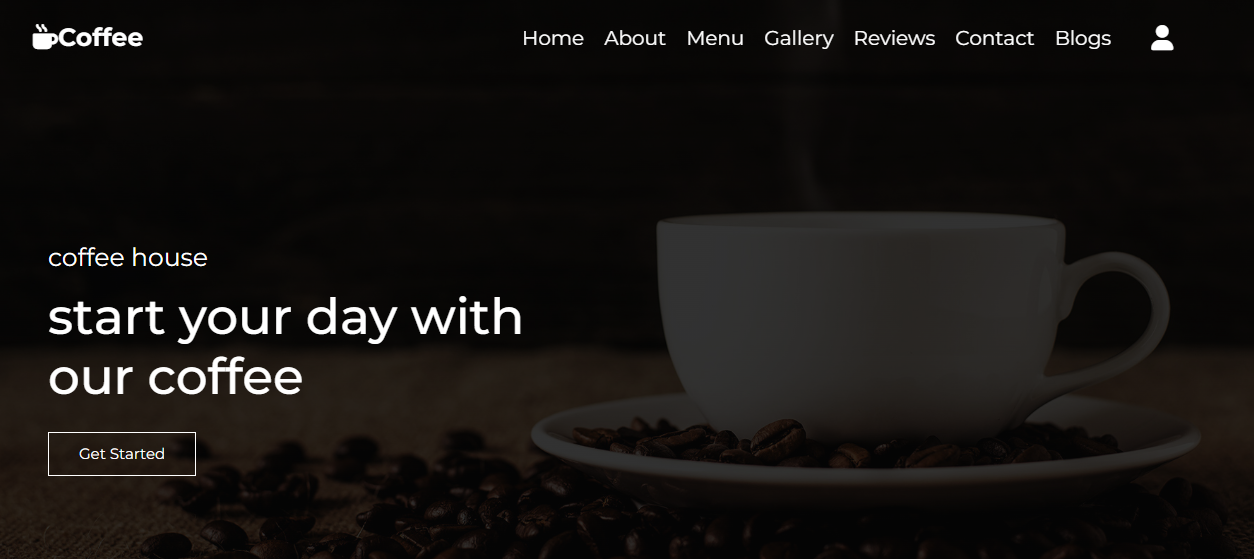 Coffee
Home About Menu Gallery Reviews Contact Blogs
coffee house
start your day with
our coffee
Get Started